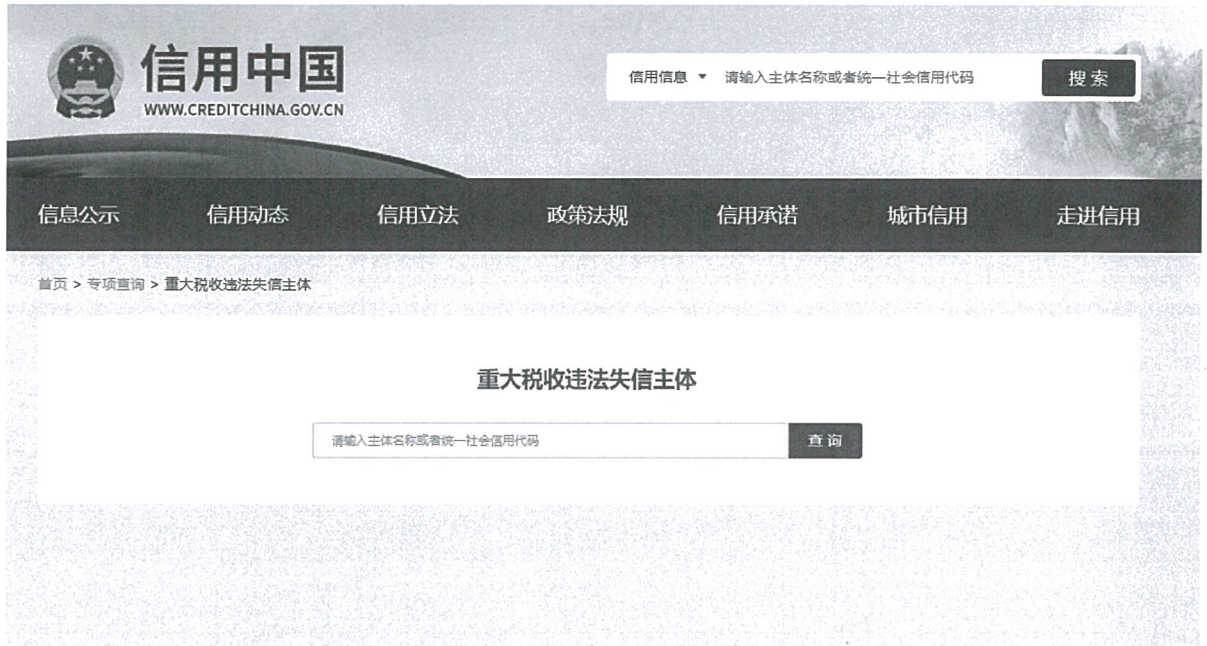 信用中国
WWW.CREDITCHINA.GOV.CN
信用信息 请输入主体名称或者统一社会信用代码 搜索
信息公示 信用动态 信用立法 政策法规 信用承诺 城市信用 走进信用
首页 > 专项查询 > 重大税收违法失信主体
重大税收违法失信主体
请输入主体名称或者统一社会信用代码 查询